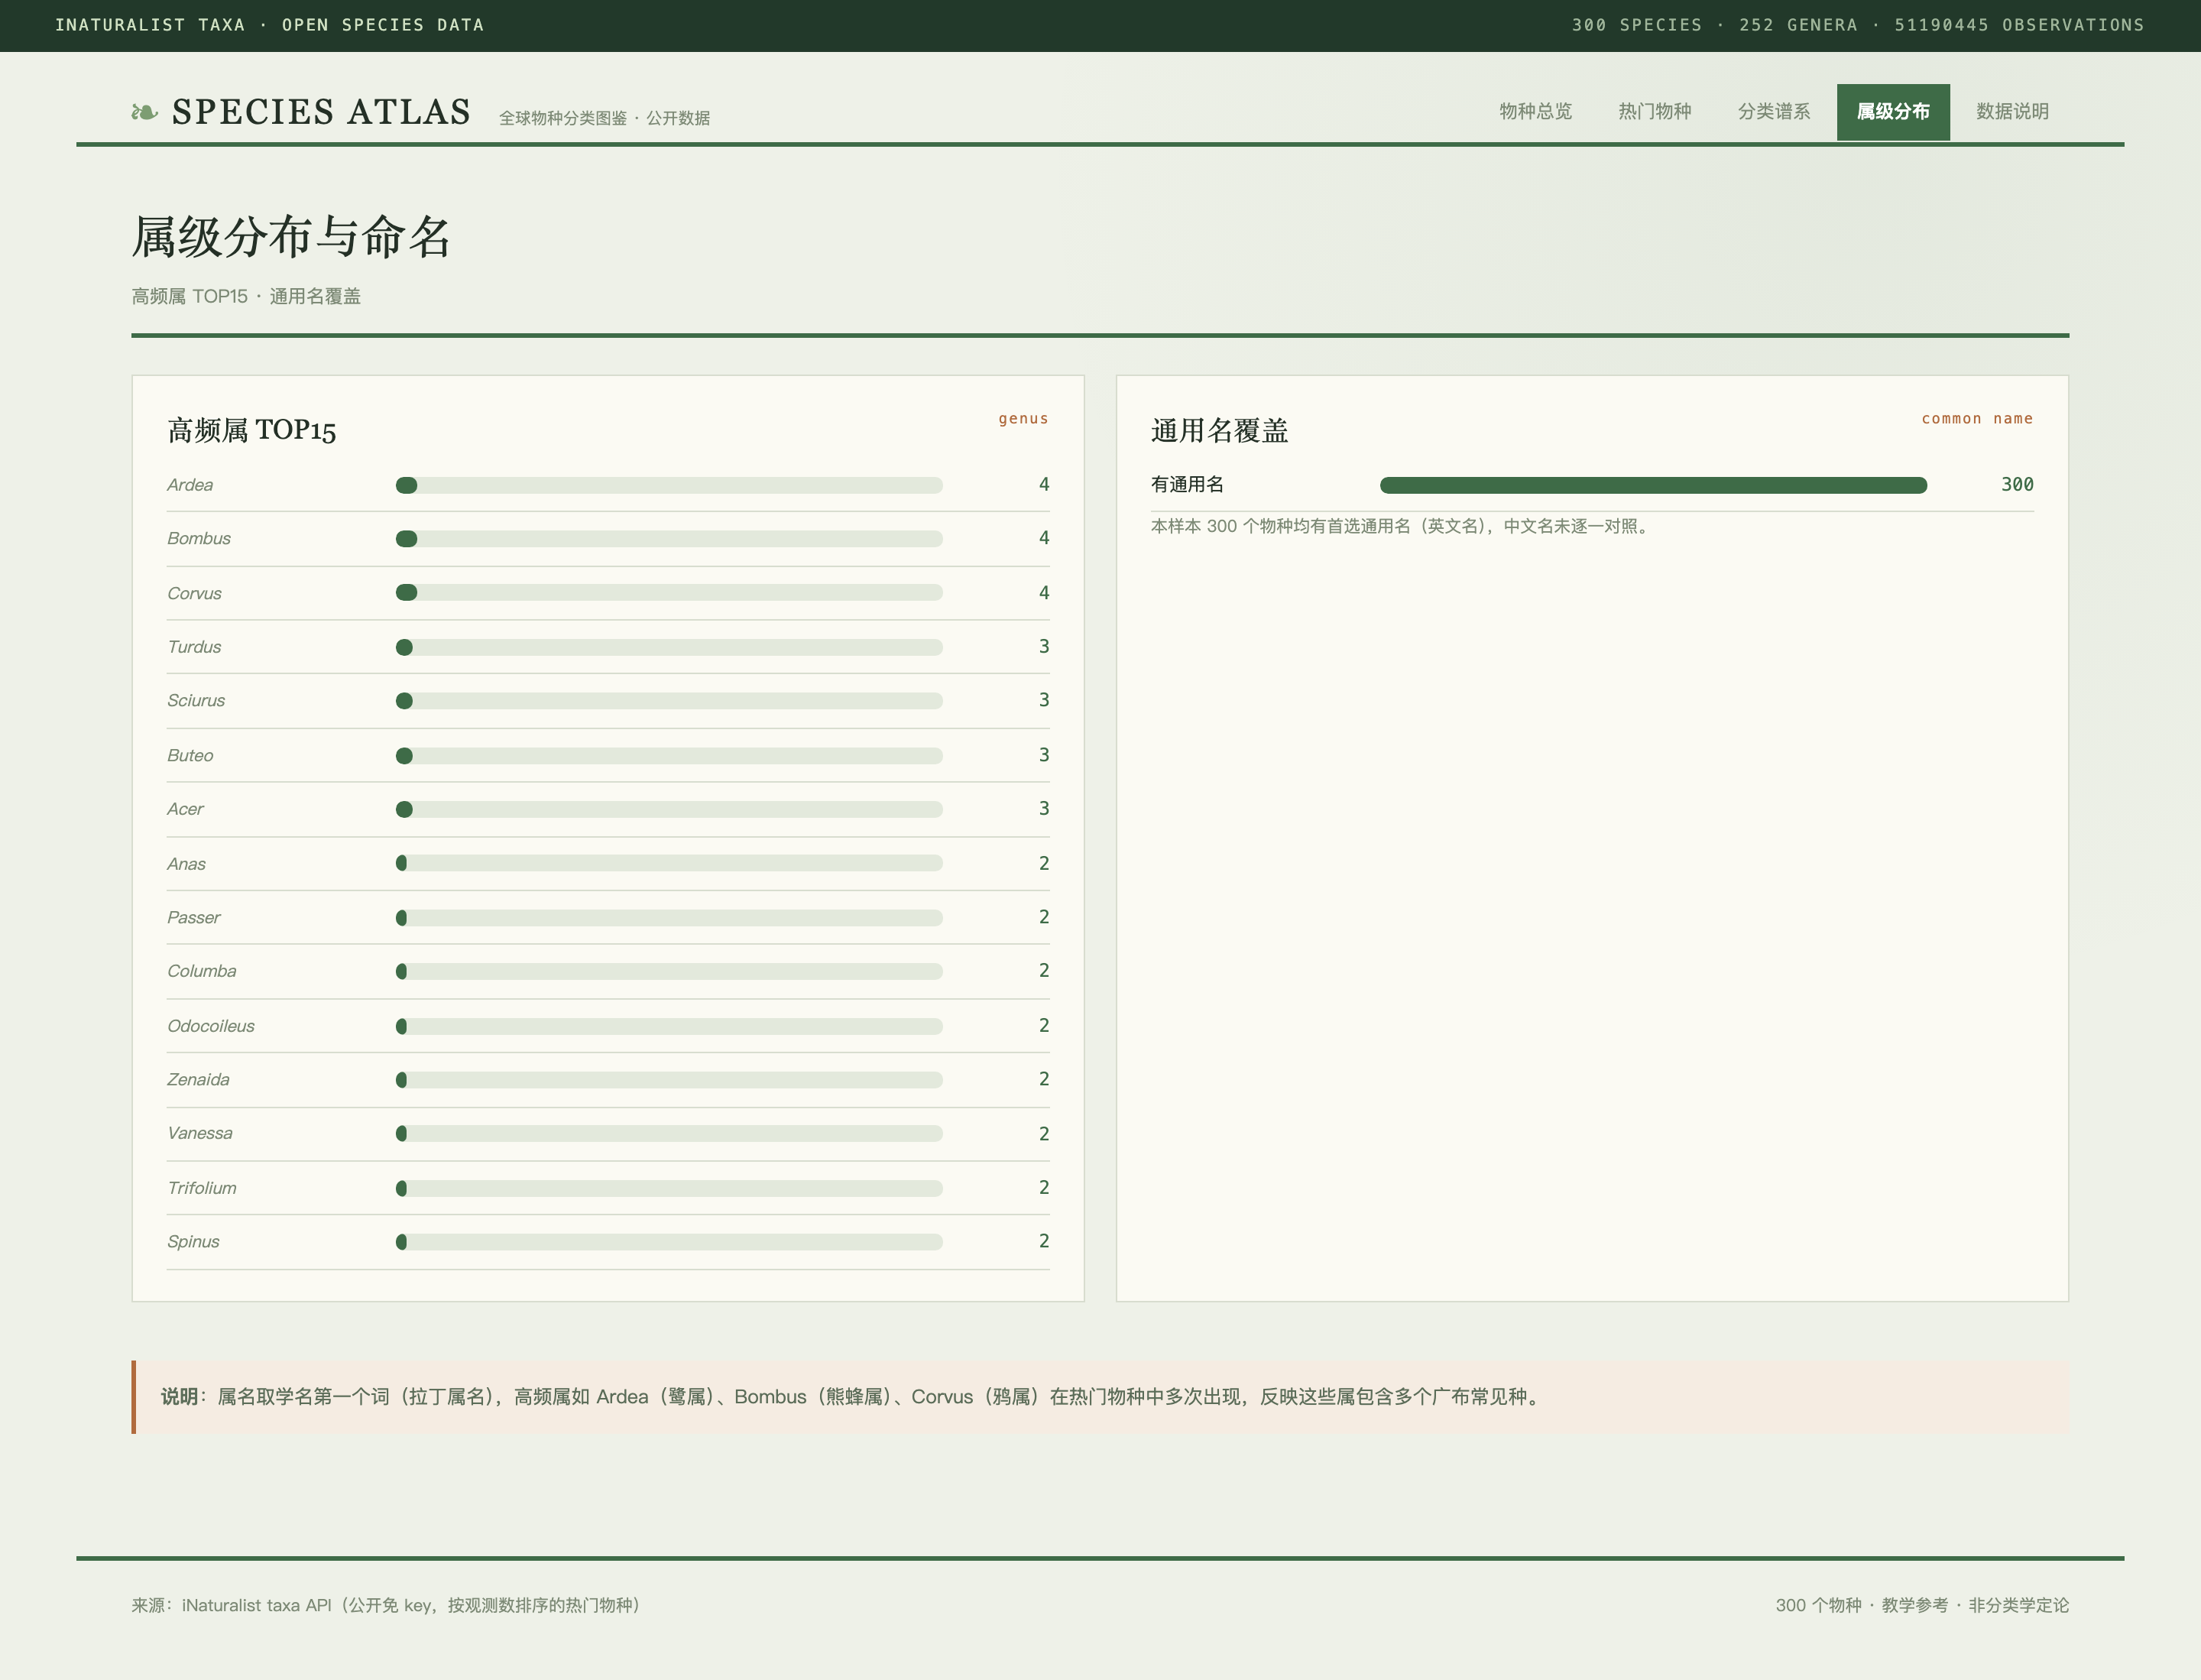 INATURALIST TAXA · OPEN SPECIES DATA
300 SPECIES · 252 GENERA · 51190445 OBSERVATIONS
❧ SPECIES ATLAS
全球物种分类图鉴 · 公开数据
物种总览
热门物种
分类谱系
属级分布
数据说明
属级分布与命名
高频属 TOP15 · 通用名覆盖
高频属 TOP15
genus
Ardea 4
Bombus 4
Corvus 4
Turdus 3
Sciurus 3
Buteo 3
Acer 3
Anas 2
Passer 2
Columba 2
Odocoileus 2
Zenaida 2
Vanessa 2
Trifolium 2
Spinus 2
通用名覆盖
common name
有通用名 300
本样本 300 个物种均有首选通用名（英文名），中文名未逐一对照。
说明：属名取学名第一个词（拉丁属名），高频属如 Ardea（鹭属）、Bombus（熊蜂属）、Corvus（鸦属）在热门物种中多次出现，反映这些属包含多个广布常见种。
来源：iNaturalist taxa API（公开免 key，按观测数排序的热门物种）
300 个物种 · 教学参考 · 非分类学定论